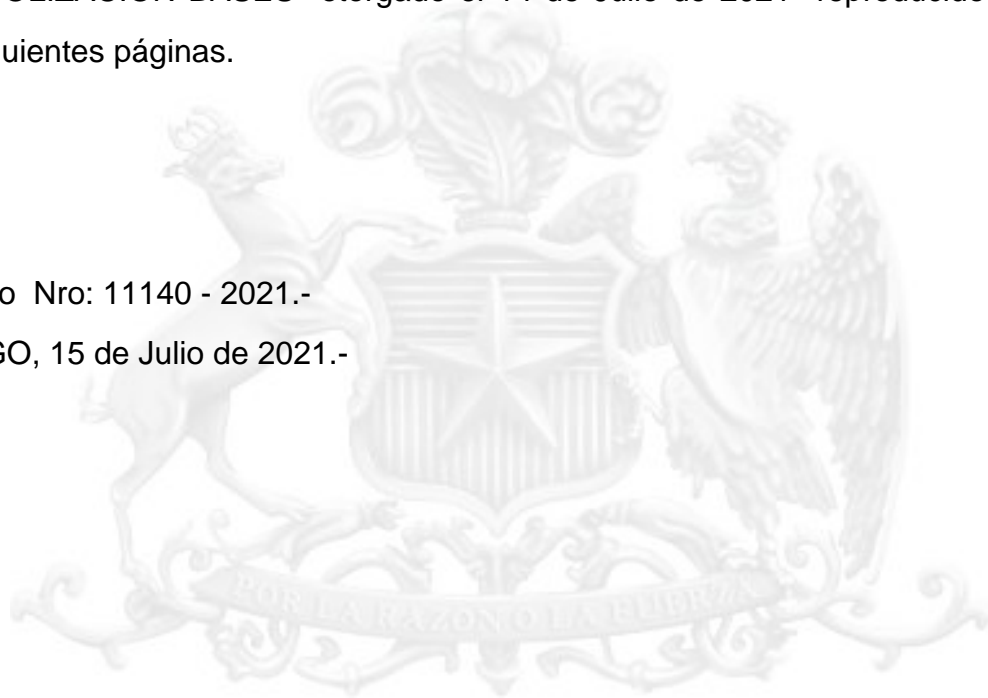 otorgado el 14 de Julio de 2021 reproducido
uientes páginas.
o Nro: 11140 - 2021.-
GO, 15 de Julio de 2021.-
POR LA RAZON O LA FUERZA